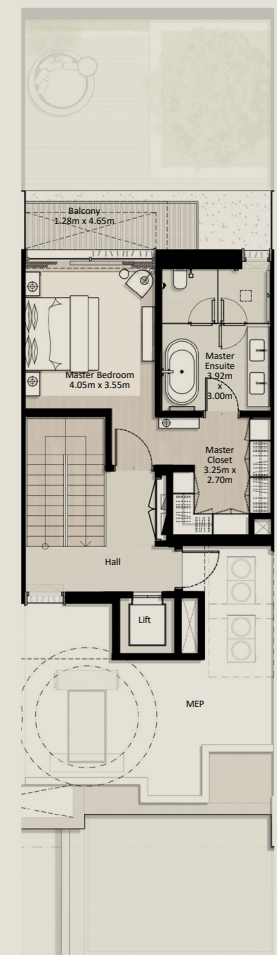 Balcony
1.28m x 4.65m
Master Bedroom
4.05m x 3.55m
Master
Ensuite
3.92m
x
3.00m
Master
Closet
3.25m x
2.70m
Hall
Lift
MEP